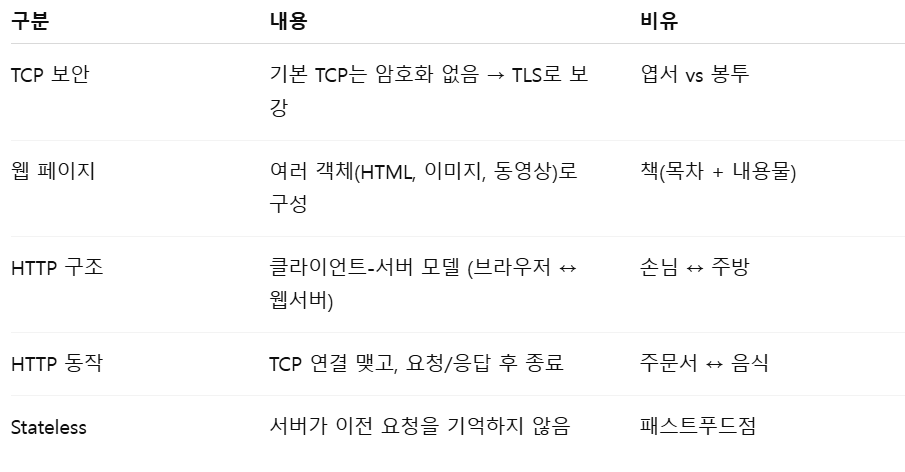 구분 내용 비유
TCP 보안 기본 TCP는 암호화 없음 → TLS로 보 엽서 vs 봉투
강
웹 페이지 여러 객체(HTML, 이미지, 동영상)로 책(목차 + 내용물)
구성
HTTP 구조 클라이언트-서버 모델 (브라우저 ↔ 손님 ↔ 주방
웹서버)
HTTP 동작 TCP 연결 맺고, 요청/응답 후 종료 주문서 ↔ 음식
Stateless 서버가 이전 요청을 기억하지 않음 패스트푸드점